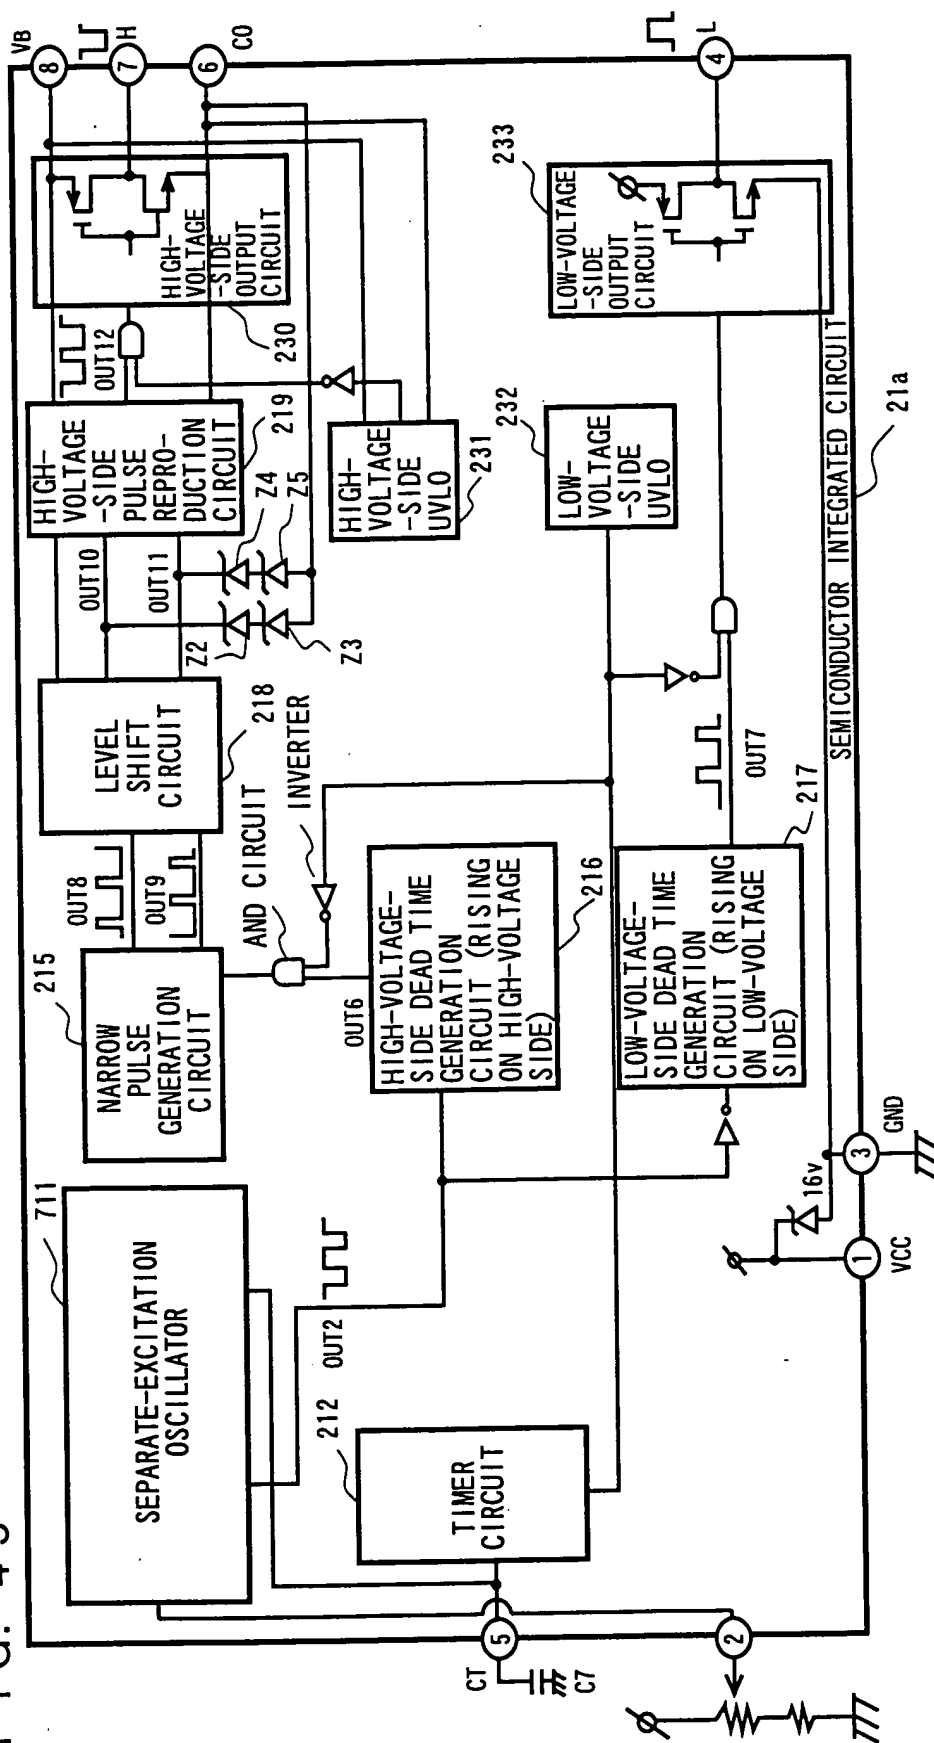 711
SEPARATE-EXCITATION
OSCILLATOR
215
NARROW
PULSE
GENERATION
CIRCUIT
OUT8
OUT9
LEVEL
SHIFT
CIRCUIT
218
OUT10
OUT11
HIGH-
VOLTAGE
-SIDE
PULSE
REPRO-
DUCTION
CIRCUIT
219
OUT12
HIGH-
VOLTAGE
-SIDE
OUTPUT
CIRCUIT
230
VB
8
H
7
CO
6
Z2
Z3
Z4
Z5
AND CIRCUIT
INVERTER
HIGH-
VOLTAGE
-SIDE
UVLO
231
OUT2
212
TIMER
CIRCUIT
OUT6
HIGH-VOLTAGE-
SIDE DEAD TIME
GENERATION
CIRCUIT (RISING
ON HIGH-VOLTAGE
SIDE)
216
232
LOW-
VOLTAGE
-SIDE
UVLO
233
LOW-VOLTAGE
-SIDE
OUTPUT
CIRCUIT
L
4
LOW-VOLTAGE-
SIDE DEAD TIME
GENERATION
CIRCUIT (RISING
ON LOW-VOLTAGE
SIDE)
217
OUT7
CT
5
C7
2
16v
1
VCC
3
GND
SEMICONDUCTOR INTEGRATED CIRCUIT
21a